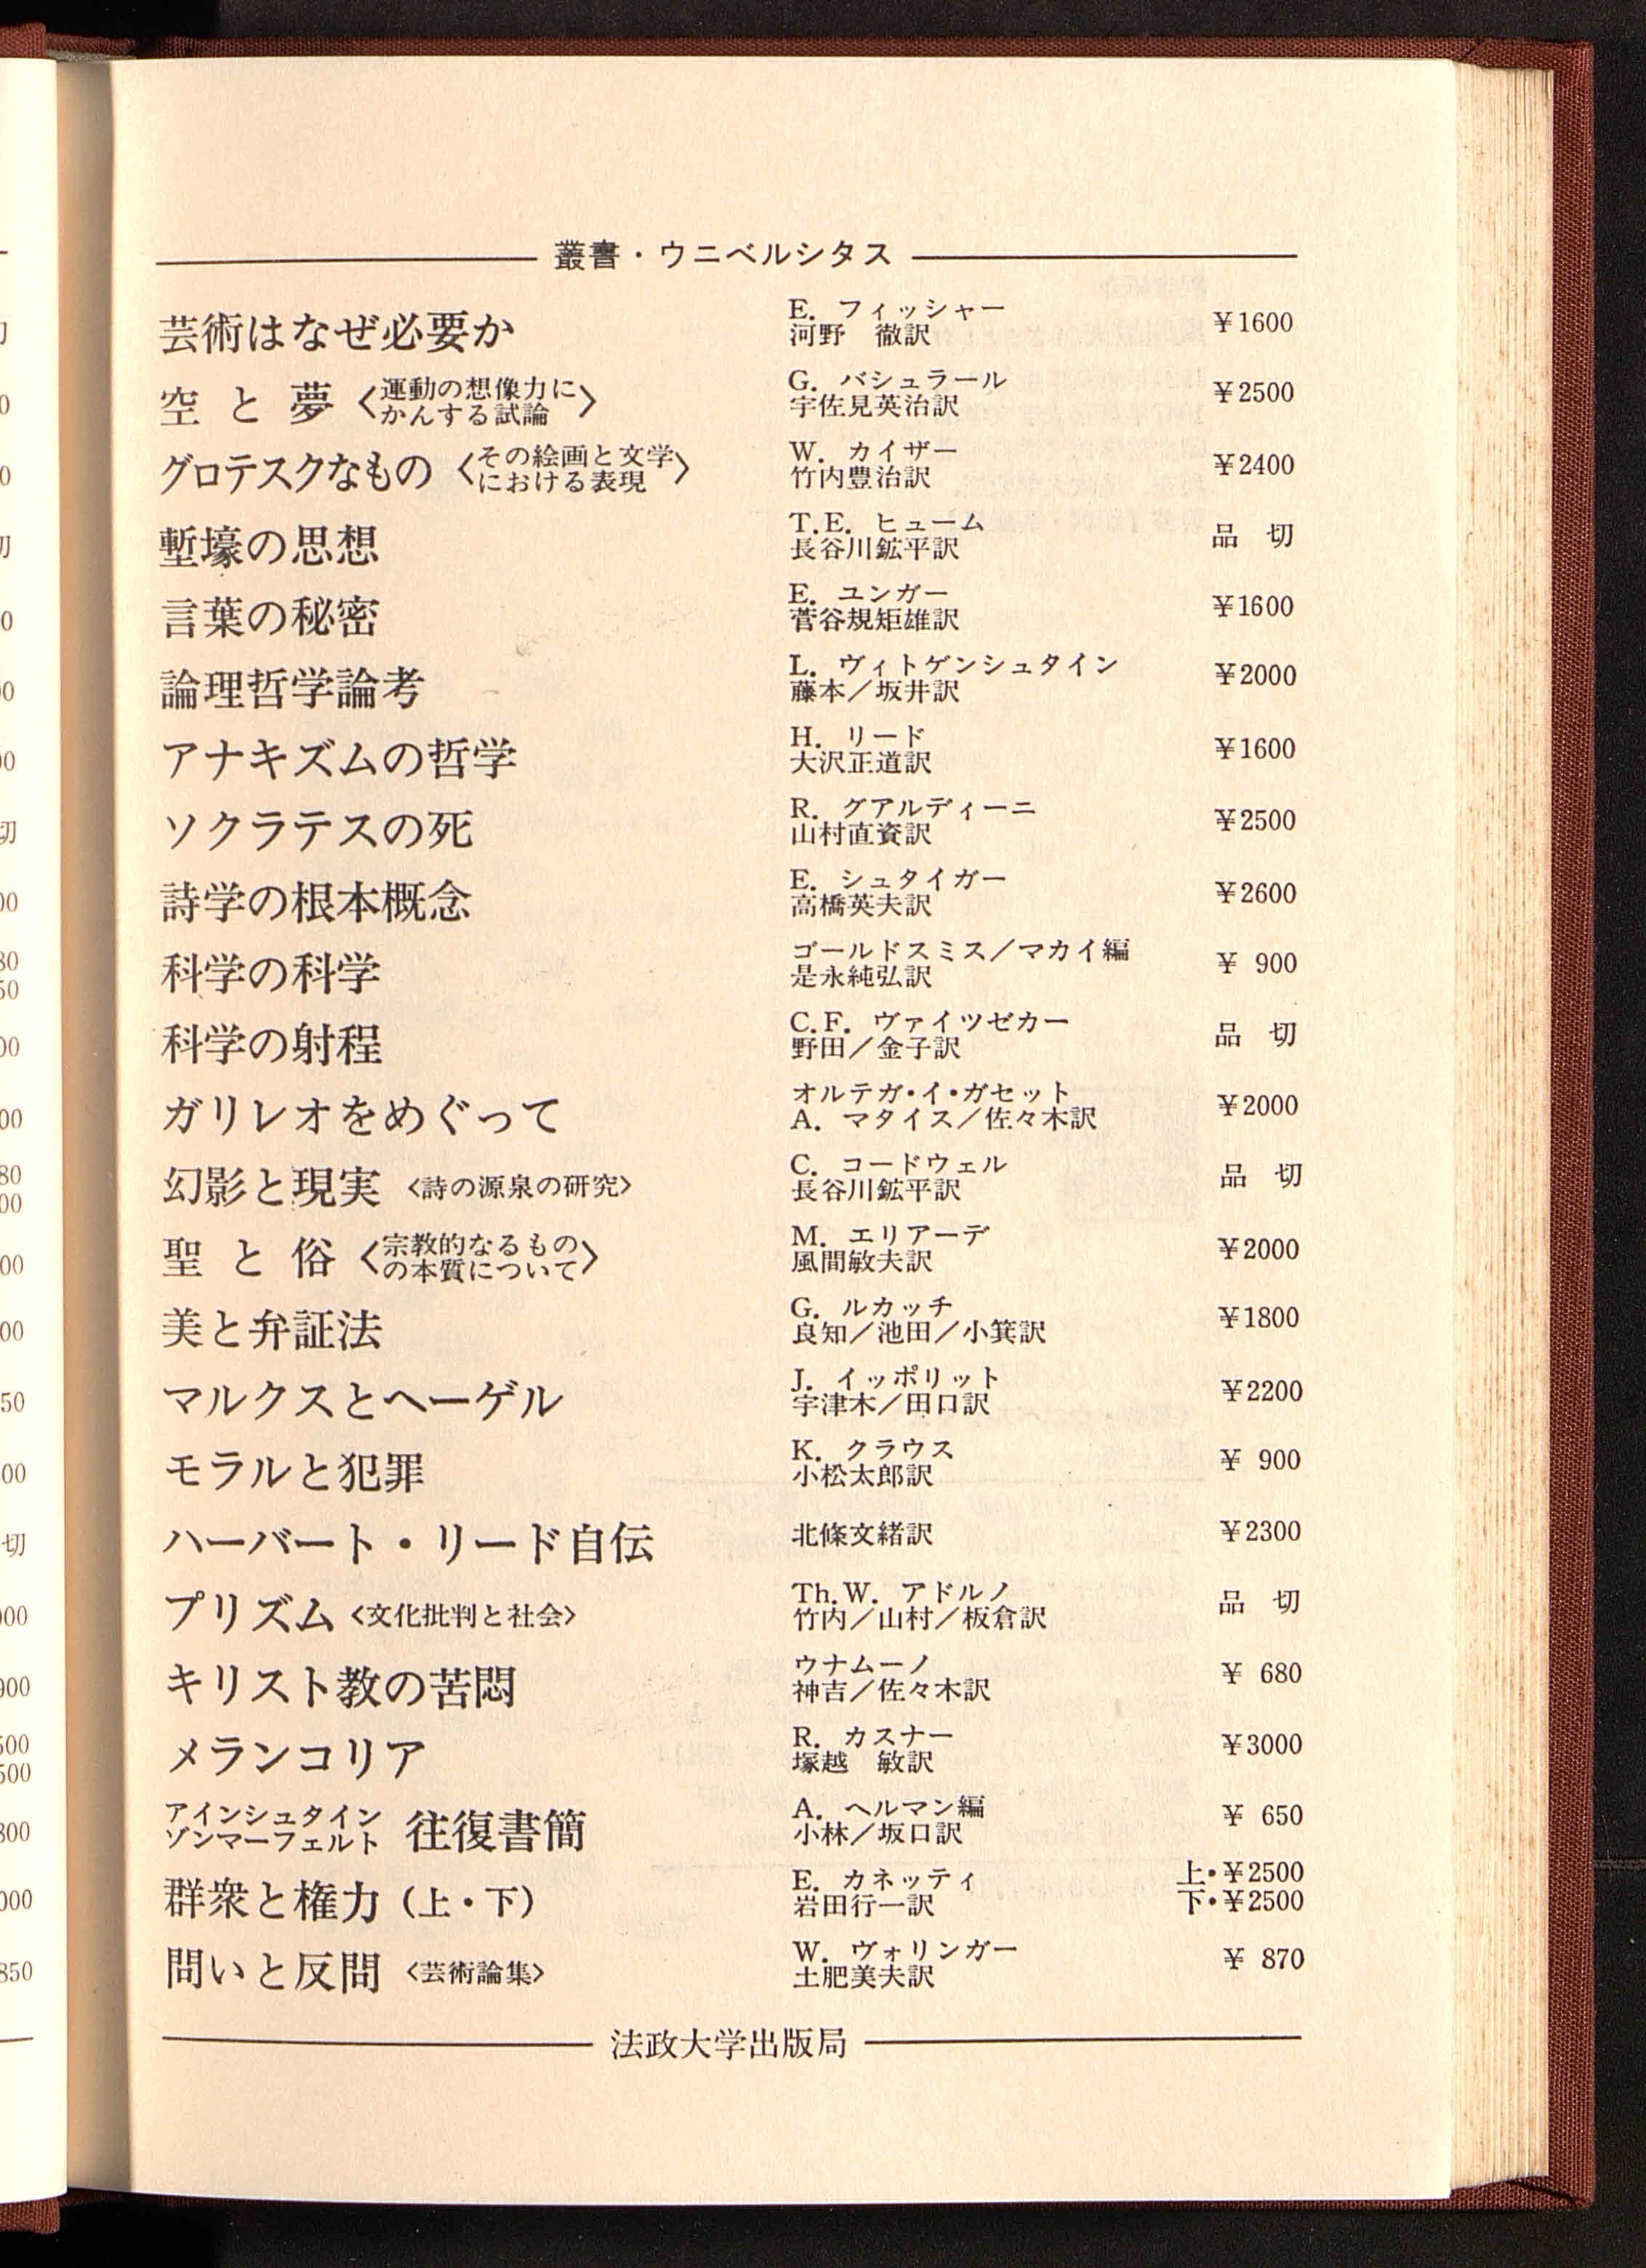 叢書・ウニベルシタス
芸術はなぜ必要か E. フィッシャー 河野 徹訳 ¥1600
空と夢〈運動の想像力にかんする試論〉 G. バシュラール 宇佐見英治訳 ¥2500
グロテスクなもの〈その絵画と文学における表現〉 W. カイザー 竹内豊治訳 ¥2400
塹壕の思想 T.E. ヒューム 長谷川鉱平訳 品切
言葉の秘密 E. ユンガー 菅谷規矩雄訳 ¥1600
論理哲学論考 L. ヴィトゲンシュタイン 藤本／坂井訳 ¥2000
アナキズムの哲学 H. リード 大沢正道訳 ¥1600
ソクラテスの死 R. グアルディーニ 山村直資訳 ¥2500
詩学の根本概念 E. シュタイガー 高橋英夫訳 ¥2600
科学の科学 ゴールドスミス／マカイ編 是永純弘訳 ¥ 900
科学の射程 C.F. ヴァイツゼカー 野田／金子訳 品切
ガリレオをめぐって オルテガ・イ・ガセット A. マタイス／佐々木訳 ¥2000
幻影と現実〈詩の源泉の研究〉 C. コードウェル 長谷川鉱平訳 品切
聖と俗〈宗教的なるものの本質について〉 M. エリアーデ 風間敏夫訳 ¥2000
美と弁証法 G. ルカッチ 良知／池田／小箕訳 ¥1800
マルクスとヘーゲル J. イッポリット 宇津木／田口訳 ¥2200
モラルと犯罪 K. クラウス 小松太郎訳 ¥ 900
ハーバート・リード自伝 北條文緒訳 ¥2300
プリズム〈文化批判と社会〉 Th.W. アドルノ 竹内／山村／板倉訳 品切
キリスト教の苦悶 ウナムーノ 神吉／佐々木訳 ¥ 680
メランコリア R. カスナー 塚越 敏訳 ¥3000
アインシュタイン ゾンマーフェルト 往復書簡 A. ヘルマン編 小林／坂口訳 ¥ 650
群衆と権力（上・下） E. カネッティ 岩田行一訳 上・¥2500 下・¥2500
問いと反問〈芸術論集〉 W. ヴォリンガー 土肥美夫訳 ¥ 870
法政大学出版局